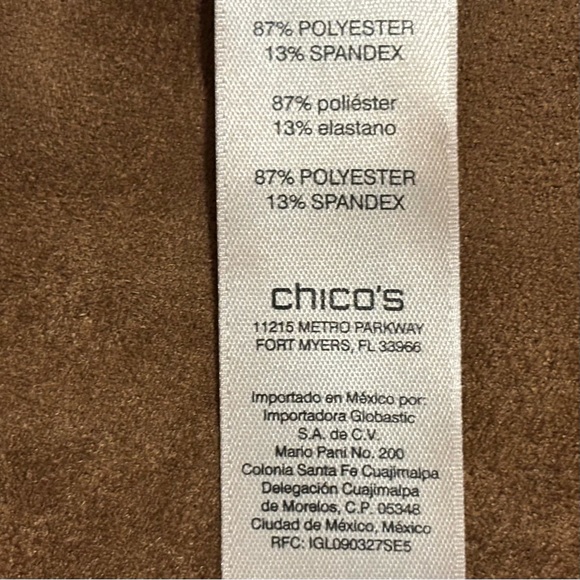 87% POLYESTER
13% SPANDEX
87% poliéster
13% elastano
87% POLYESTER
13% SPANDEX
chico's
11215 METRO PARKWAY
FORT MYERS, FL 33966
Importado en México por:
Importadora Globastic
S.A. de C.V.
Mario Pani No. 200
Colonia Santa Fe Cuajimalpa
Delegación Cuajimalpa
de Morelos, C.P. 05348
Ciudad de México, México
RFC: IGL090327SE5